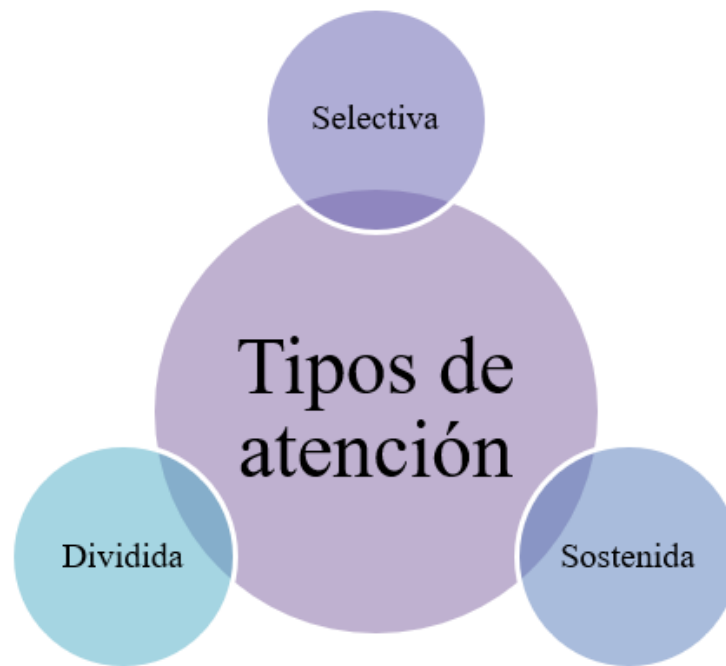 Selectiva
Tipos de
atención
Dividida
Sostenida